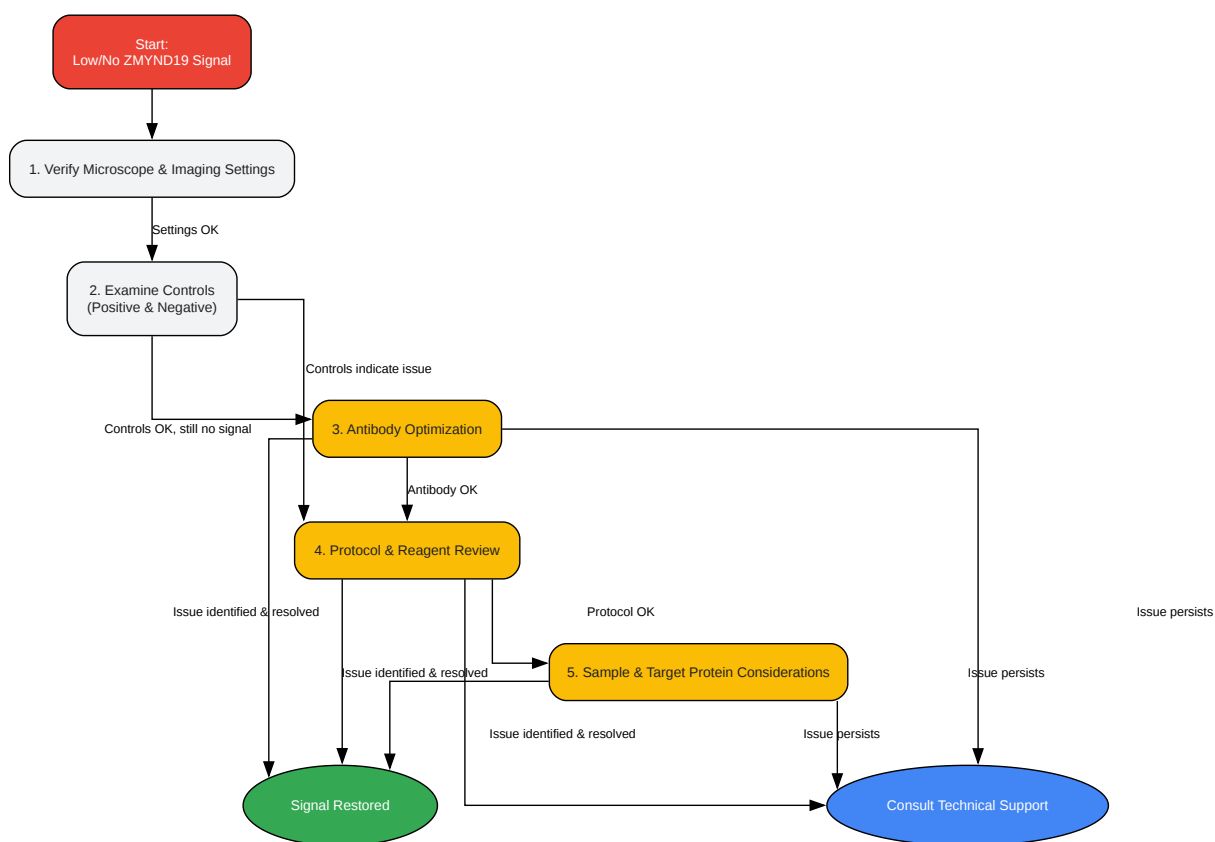 Start:
Low/No ZMYND19 Signal
1. Verify Microscope & Imaging Settings
Settings OK
2. Examine Controls
(Positive & Negative)
Controls indicate issue
Controls OK, still no signal
3. Antibody Optimization
Antibody OK
4. Protocol & Reagent Review
Issue identified & resolved
Protocol OK
Issue persists
Issue identified & resolved
5. Sample & Target Protein Considerations
Issue persists
Issue identified & resolved
Issue persists
Signal Restored
Consult Technical Support